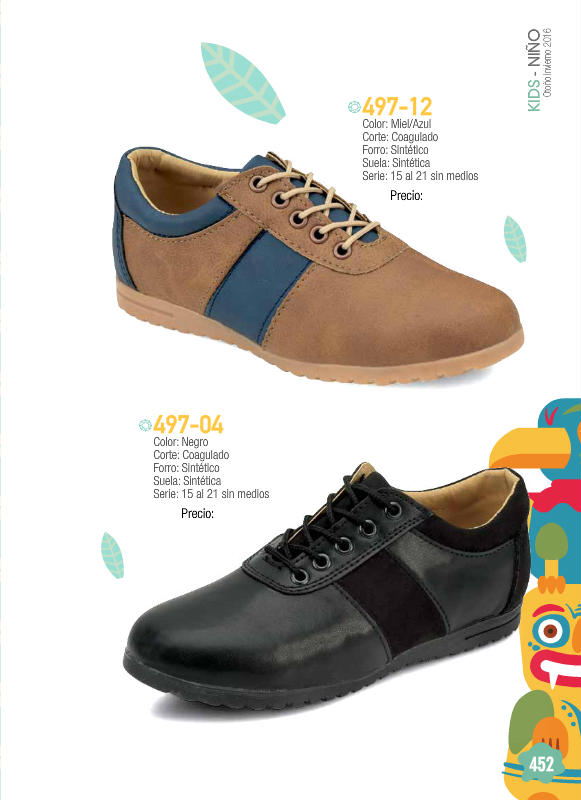 KIDS - NIÑO
Otoño Invierno 2016
497-12
Color: Miel/Azul
Corte: Coagulado
Forro: Sintético
Suela: Sintética
Serie: 15 al 21 sin medios
Precio:
497-04
Color: Negro
Corte: Coagulado
Forro: Sintético
Suela: Sintética
Serie: 15 al 21 sin medios
Precio:
452